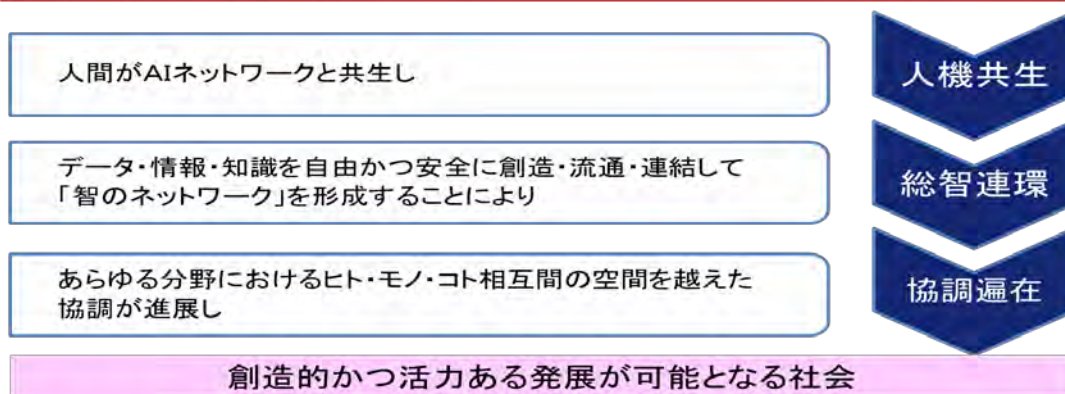 人間がAIネットワークと共生し
人機共生
データ・情報・知識を自由かつ安全に創造・流通・連結して
「智のネットワーク」を形成することにより
総智連環
あらゆる分野におけるヒト・モノ・コト相互間の空間を越えた
協調が進展し
協調遍在
創造的かつ活力ある発展が可能となる社会